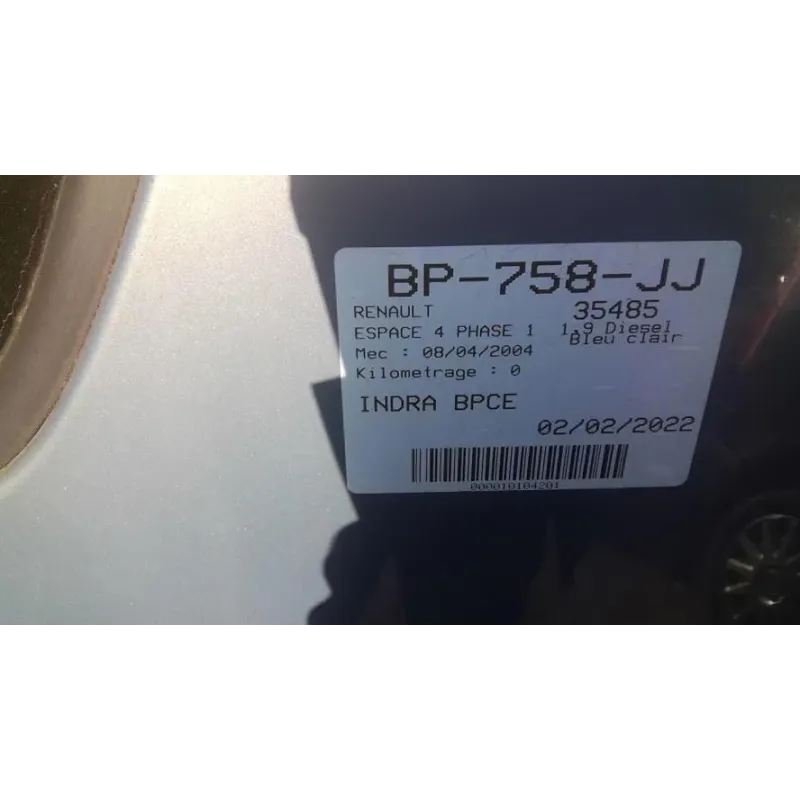 BP-758-JJ
RENAULT 35485
ESPACE 4 PHASE 1 1.9 Diesel
Bleu clair
Mec : 08/04/2004
Kilometrage : 0
INDRA BPCE
02/02/2022
000010104201